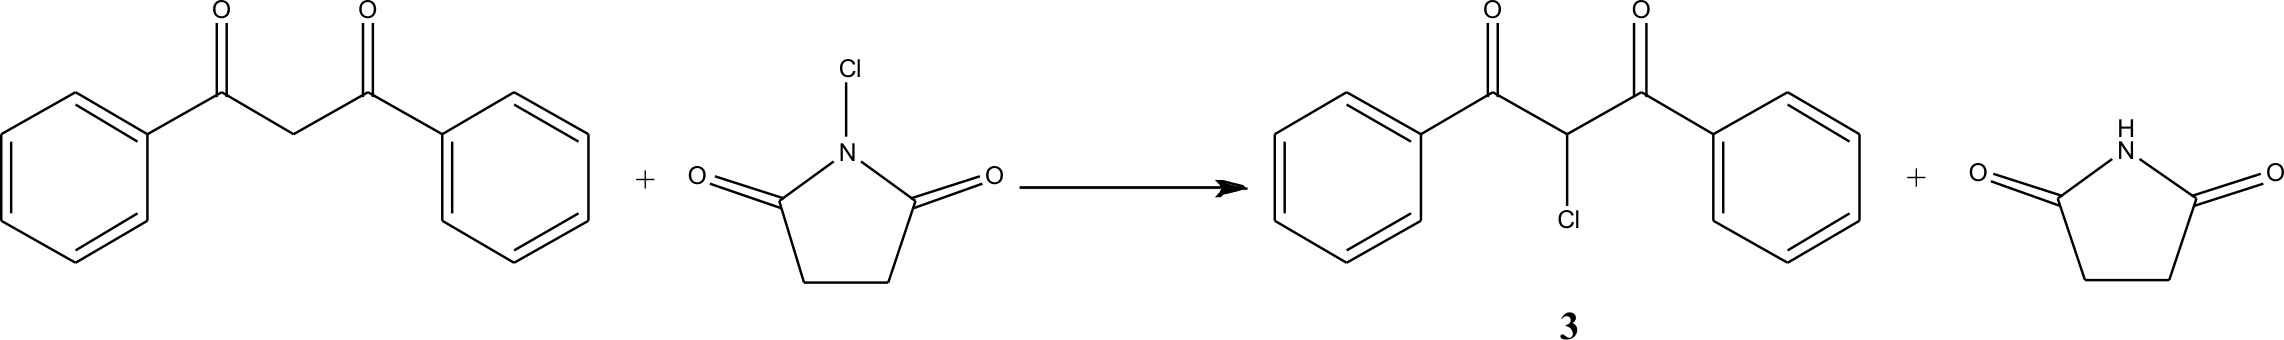 O O O O
Cl
H
N N
O O O O
+ + 
Cl
3